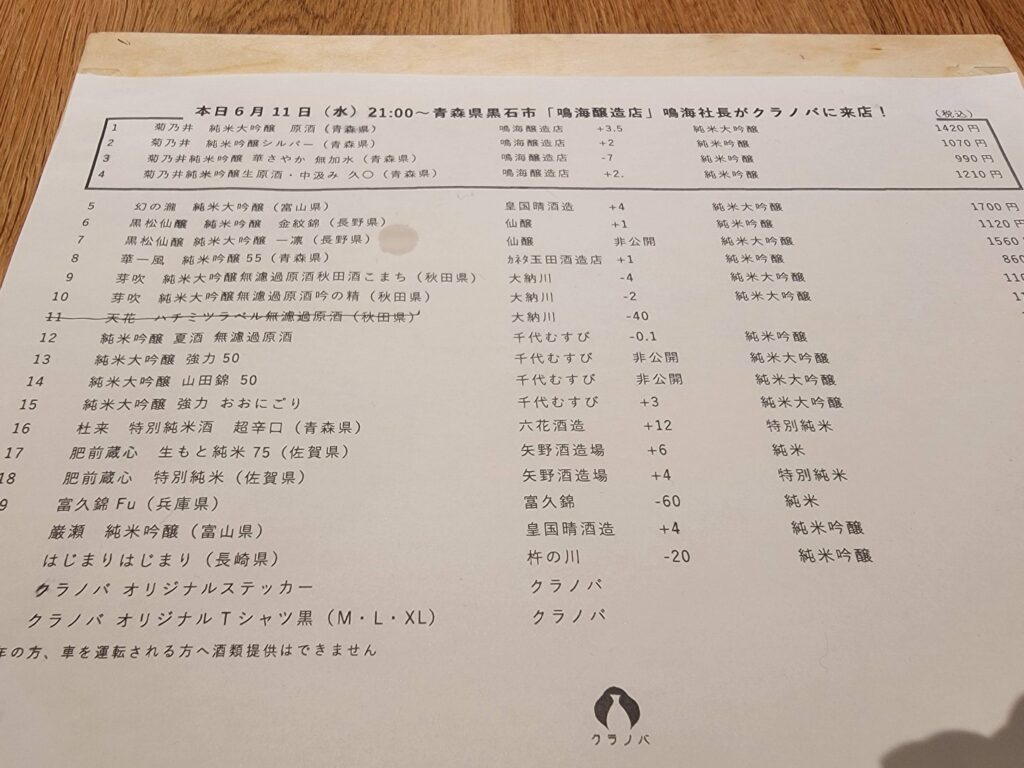 本日6月11日（水）21:00～青森県黒石市「鳴海醸造店」鳴海社長がクラノバに来店！
（税込）
1 菊乃井 純米大吟醸 原酒（青森県） 鳴海醸造店 +3.5 純米大吟醸 1420円
2 菊乃井 純米吟醸シルバー（青森県） 鳴海醸造店 +2 純米吟醸 1070円
3 菊乃井純米吟醸 華さやか 無加水（青森県） 鳴海醸造店 -7 純米吟醸 990円
4 菊乃井純米吟醸生原酒・中汲み 久〇（青森県） 鳴海醸造店 +2. 純米吟醸 1210円
5 幻の瀧 純米大吟醸（富山県） 皇国晴酒造 +4 純米大吟醸 1700円
6 黒松仙醸 純米吟醸 金紋錦（長野県） 仙醸 +1 純米吟醸 1120円
7 黒松仙醸 純米大吟醸 一凛（長野県） 仙醸 非公開 純米大吟醸 1560
8 華一風 純米吟醸55（青森県） ｶﾈﾀ玉田酒造店 +1 純米吟醸 860
9 芽吹 純米大吟醸無濾過原酒秋田酒こまち（秋田県） 大納川 -4 純米大吟醸
10 芽吹 純米大吟醸無濾過原酒吟の精（秋田県） 大納川 -2 純米大吟醸
11 天花 ハチミツラベル無濾過原酒（秋田県） 大納川 -40
12 純米吟醸 夏酒 無濾過原酒 千代むすび -0.1 純米吟醸
13 純米大吟醸 強力50 千代むすび 非公開 純米大吟醸
14 純米大吟醸 山田錦 50 千代むすび 非公開 純米大吟醸
15 純米大吟醸 強力 おおにごり 千代むすび +3 純米大吟醸
16 杜来 特別純米酒 超辛口（青森県） 六花酒造 +12 特別純米
17 肥前蔵心 生もと純米75（佐賀県） 矢野酒造場 +6 純米
18 肥前蔵心 特別純米（佐賀県） 矢野酒造場 +4 特別純米
9 富久錦Fu（兵庫県） 富久錦 -60 純米
厳瀬 純米吟醸（富山県） 皇国晴酒造 +4 純米吟醸
はじまりはじまり（長崎県） 杵の川 -20 純米吟醸
クラノバ オリジナルステッカー クラノバ
クラノバ オリジナルTシャツ黒（M・L・XL） クラノバ
年の方、車を運転される方へ酒類提供はできません
クラノバ